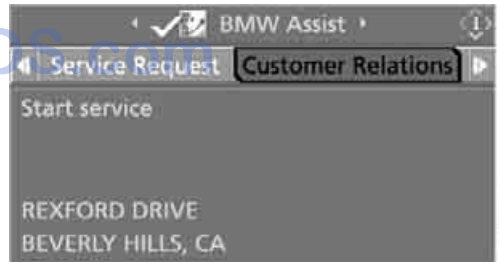 BMW Assist
Service Request Customer Relations
Start service
REXFORD DRIVE
BEVERLY HILLS, CA